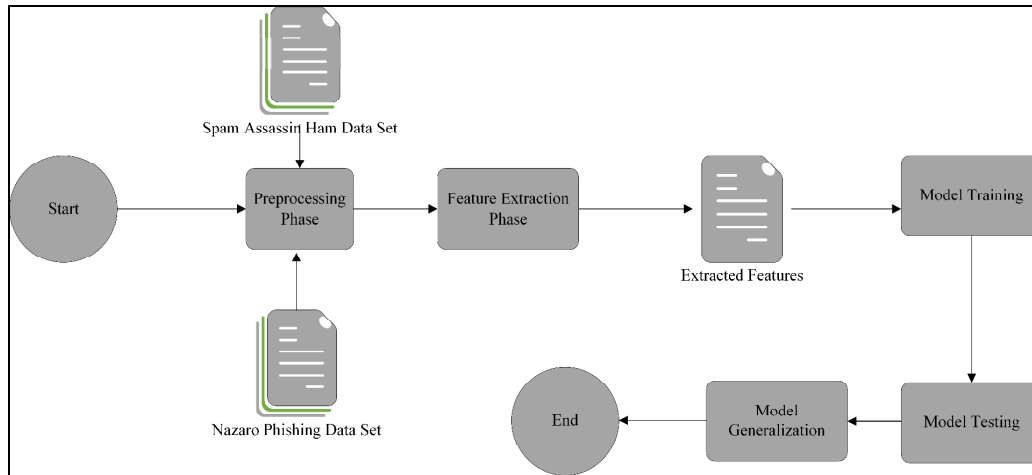 Spam Assassin Ham Data Set
Start
Preprocessing
Phase
Feature Extraction
Phase
Extracted Features
Model Training
Nazaro Phishing Data Set
End
Model
Generalization
Model Testing